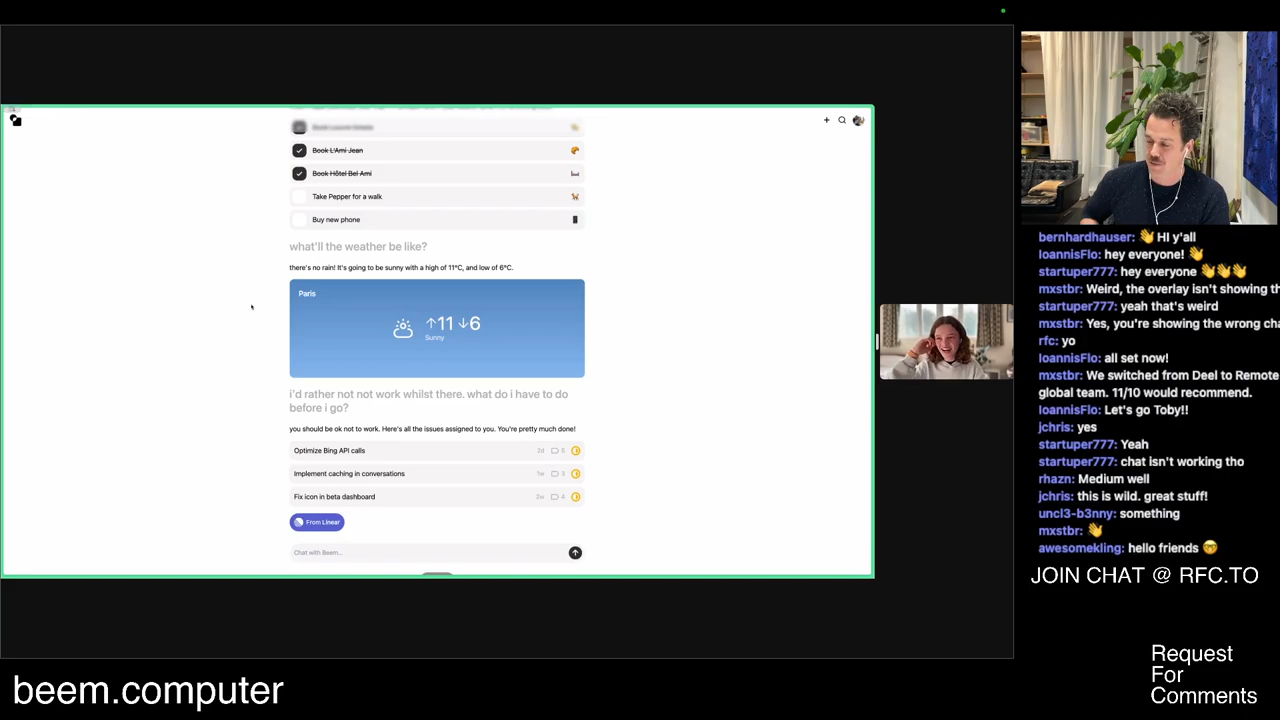 Book L'Ami Jean
Book Hôtel Bel Ami
Take Pepper for a walk
Buy new phone
what'll the weather be like?
there's no rain! It's going to be sunny with a high of 11°C, and low of 6°C.
Paris
↑11 ↓6
Sunny
i'd rather not not work whilst there. what do i have to do
before i go?
you should be ok not to work. Here's all the issues assigned to you. You're pretty much done!
Optimize Bing API calls 2d 5
Implement caching in conversations 1w 3
Fix icon in beta dashboard 2w 4
From Linear
Chat with Beem...
bernhardhauser: 👋 HI y'all
IoannisFlo: hey everyone! 👋
startuper777: hey everyone 👋👋👋
mxstbr: Weird, the overlay isn't showing th
startuper777: yeah that's weird
mxstbr: Yes, you're showing the wrong cha
rfc: yo
IoannisFlo: all set now!
mxstbr: We switched from Deel to Remote
global team. 11/10 would recommend.
IoannisFlo: Let's go Toby!!
jchris: yes
startuper777: Yeah
startuper777: chat isn't working tho
rhazn: Medium well
jchris: this is wild. great stuff!
uncl3-b3nny: something
mxstbr: 👋
awesomekling: hello friends 🤓
JOIN CHAT @ RFC.TO
beem.computer
Request
For
Comments